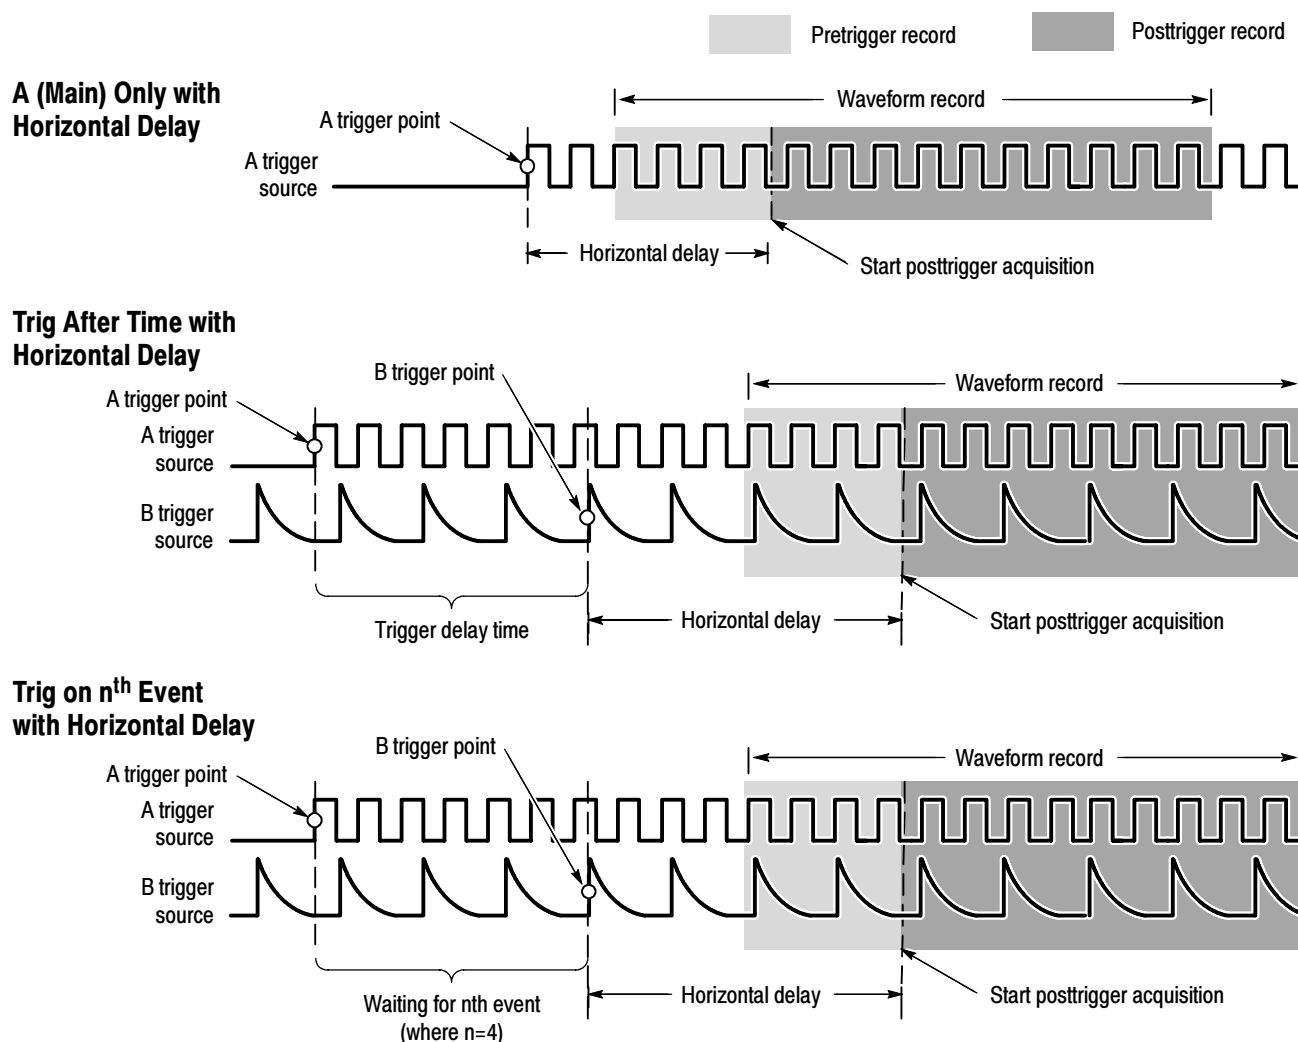 Pretrigger record
Posttrigger record
A (Main) Only with
Horizontal Delay
Waveform record
A trigger point
A trigger
source
Horizontal delay
Start posttrigger acquisition
Trig After Time with
Horizontal Delay
B trigger point
Waveform record
A trigger point
A trigger
source
B trigger
source
Trigger delay time
Horizontal delay
Start posttrigger acquisition
Trig on nth Event
with Horizontal Delay
B trigger point
Waveform record
A trigger point
A trigger
source
B trigger
source
Waiting for nth event
(where n=4)
Horizontal delay
Start posttrigger acquisition